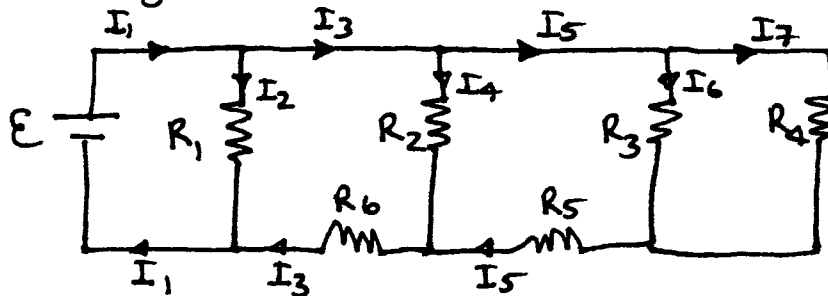 I₁ I₃ I₅ I₇
I₂ I₄ I₆
ε R₁ R₂ R₃ R₄
R₆ R₅
I₁ I₃ I₅